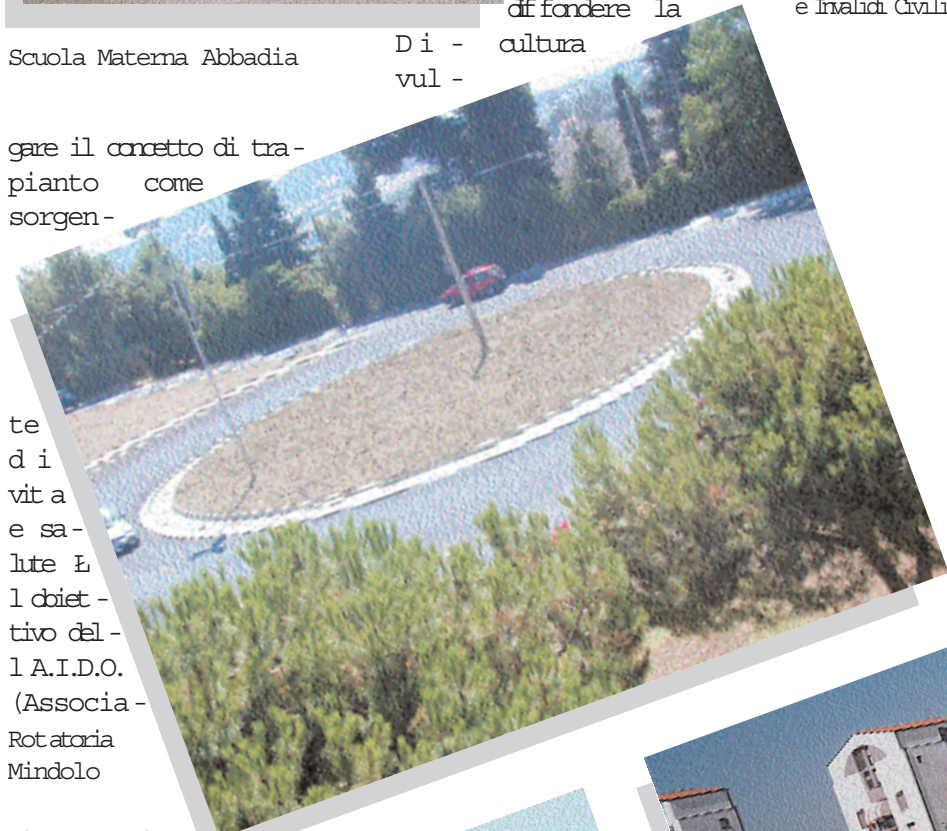 diffondere la
cultura
e Invalidi Civili
Scuola Materna Abbadia
Di-
vul-
gare il concetto di tra-
pianto come
sorgen-
te
di
vita
e sa-
lute Ł
l obiet-
tivo del-
l A.I.D.O.
(Associa-
Rotatoria
Mindolo